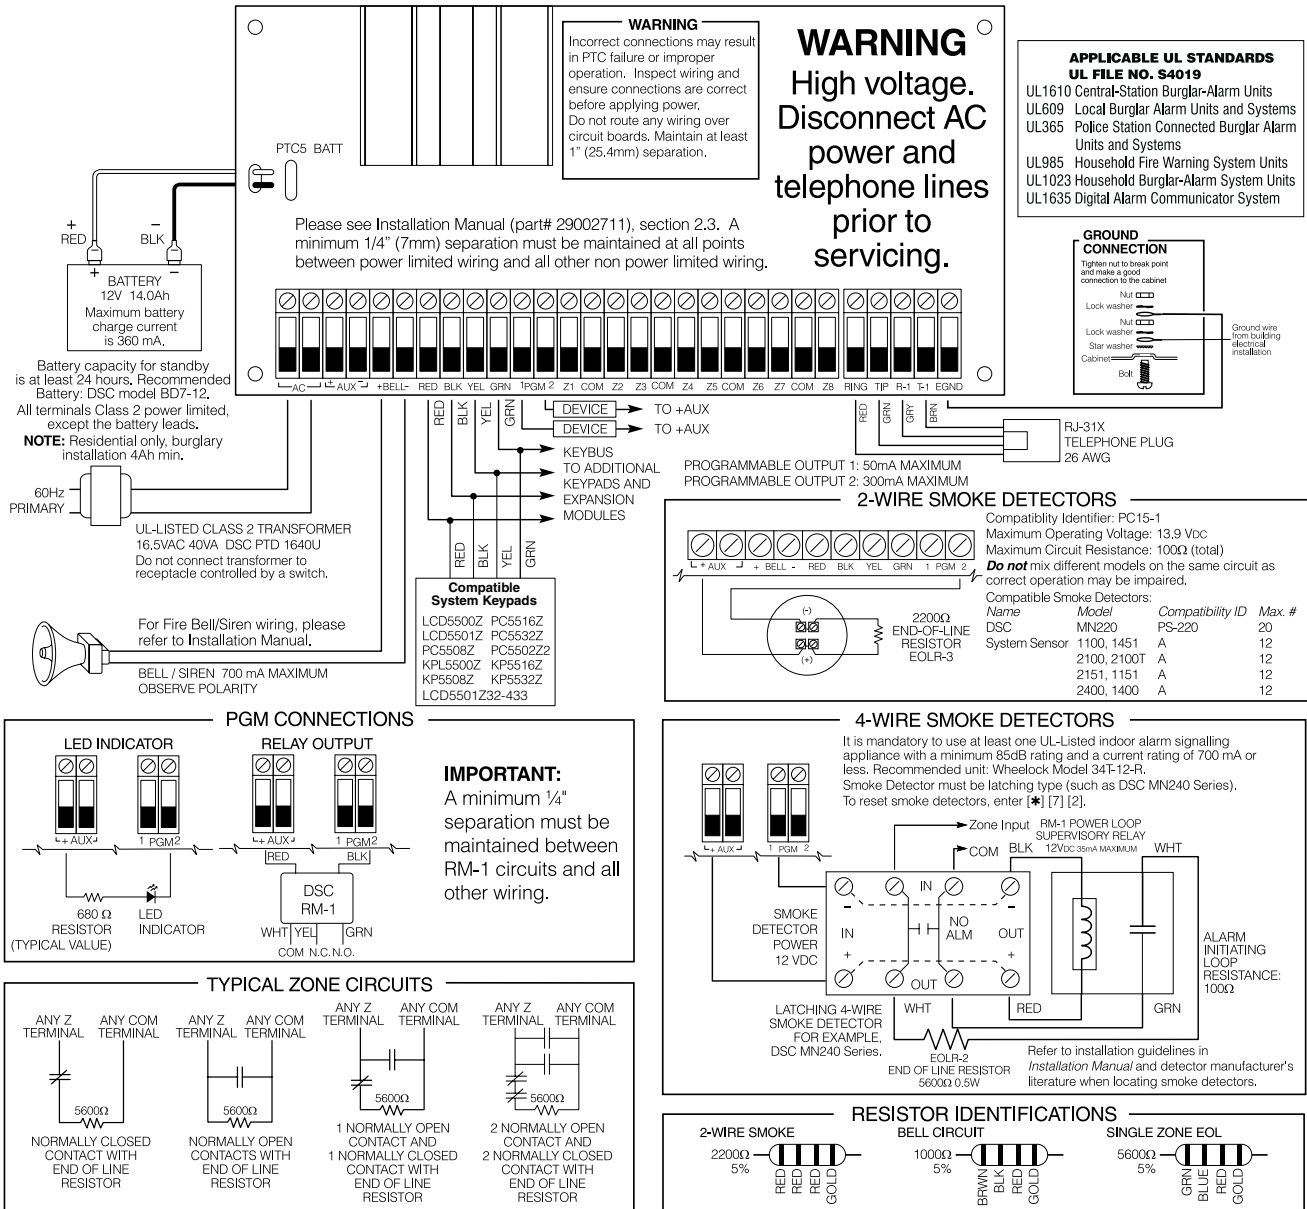 WARNING
Incorrect connections may result
in PTC failure or improper
operation. Inspect wiring and
ensure connections are correct
before applying power.
Do not route any wiring over
circuit boards. Maintain at least
1" (25.4mm) separation.
WARNING
High voltage.
Disconnect AC
power and
telephone lines
prior to
servicing.
APPLICABLE UL STANDARDS
UL FILE NO. S4019
UL1610 Central-Station Burglar-Alarm Units
UL609 Local Burglar Alarm Units and Systems
UL365 Police Station Connected Burglar Alarm
Units and Systems
UL985 Household Fire Warning System Units
UL1023 Household Burglar-Alarm System Units
UL1635 Digital Alarm Communicator System
PTC5 BATT
Please see Installation Manual (part# 29002711), section 2.3. A
minimum 1/4" (7mm) separation must be maintained at all points
between power limited wiring and all other non power limited wiring.
+ −
RED BLK
+ −
BATTERY
12V 14.0Ah
Maximum battery
charge current
is 360 mA.
GROUND
CONNECTION
Tighten nut to break point
and make a good
connection to the cabinet
Nut
Lock washer
Nut
Lock washer
Star washer
Cabinet
Bolt
Ground wire
from building
electrical
installation
AC + AUX - +BELL- RED BLK YEL GRN 1 PGM 2 Z1 COM Z2 Z3 COM Z4 Z5 COM Z6 Z7 COM Z8 RING TIP R-1 T-1 EGND
Battery capacity for standby
is at least 24 hours. Recommended
Battery: DSC model BD7-12.
All terminals Class 2 power limited,
except the battery leads.
NOTE: Residential only, burglary
installation 4Ah min.
RED BLK YEL GRN
DEVICE TO +AUX
DEVICE TO +AUX
RED GRN GRY BRN
RJ-31X
TELEPHONE PLUG
26 AWG
KEYBUS
TO ADDITIONAL
KEYPADS AND
EXPANSION
MODULES
PROGRAMMABLE OUTPUT 1: 50mA MAXIMUM
PROGRAMMABLE OUTPUT 2: 300mA MAXIMUM
60Hz
PRIMARY
UL-LISTED CLASS 2 TRANSFORMER
16.5VAC 40VA DSC PTD 1640U
Do not connect transformer to
receptacle controlled by a switch.
RED BLK YEL GRN
Compatible
System Keypads
LCD5500Z PC5516Z
LCD5501Z PC5532Z
PC5508Z PC5502Z2
KPL5500Z KP5516Z
KP5508Z KP5532Z
LCD5501Z32-433
For Fire Bell/Siren wiring, please
refer to Installation Manual.
BELL / SIREN 700 mA MAXIMUM
OBSERVE POLARITY
2-WIRE SMOKE DETECTORS
Compatiblity Identifier: PC15-1
Maximum Operating Voltage: 13.9 VDC
Maximum Circuit Resistance: 100Ω (total)
Do not mix different models on the same circuit as
correct operation may be impaired.
Compatible Smoke Detectors:
Name Model Compatibility ID Max. #
DSC MN220 PS-220 20
System Sensor 1100, 1451 A 12
2100, 2100T A 12
2151, 1151 A 12
2400, 1400 A 12
+ AUX - + BELL - RED BLK YEL GRN 1 PGM 2
(-)
(+)
2200Ω
END-OF-LINE
RESISTOR
EOLR-3
PGM CONNECTIONS
LED INDICATOR
+ AUX - 1 PGM 2
680 Ω
RESISTOR
(TYPICAL VALUE)
LED
INDICATOR
RELAY OUTPUT
+ AUX - 1 PGM 2
RED BLK
DSC
RM-1
WHT YEL GRN
COM N.C. N.O.
IMPORTANT:
A minimum 1/4"
separation must be
maintained between
RM-1 circuits and all
other wiring.
4-WIRE SMOKE DETECTORS
It is mandatory to use at least one UL-Listed indoor alarm signalling
appliance with a minimum 85dB rating and a current rating of 700 mA or
less. Recommended unit: Wheelock Model 34T-12-R.
Smoke Detector must be latching type (such as DSC MN240 Series).
To reset smoke detectors, enter [✱] [7] [2].
+ AUX - 1 PGM 2
Zone Input
COM
RM-1 POWER LOOP
SUPERVISORY RELAY
12VDC 35mA MAXIMUM
BLK WHT
SMOKE
DETECTOR
POWER
12 VDC
IN
− −
IN NO ALM OUT
+ +
OUT
ALARM
INITIATING
LOOP
RESISTANCE:
100Ω
LATCHING 4-WIRE
SMOKE DETECTOR
FOR EXAMPLE,
DSC MN240 Series.
WHT RED GRN
EOLR-2
END OF LINE RESISTOR
5600Ω 0.5W
Refer to installation guidelines in
Installation Manual and detector manufacturer's
literature when locating smoke detectors.
TYPICAL ZONE CIRCUITS
ANY Z TERMINAL ANY COM TERMINAL
5600Ω
NORMALLY CLOSED
CONTACT WITH
END OF LINE
RESISTOR
ANY Z TERMINAL ANY COM TERMINAL
5600Ω
NORMALLY OPEN
CONTACTS WITH
END OF LINE
RESISTOR
ANY Z TERMINAL ANY COM TERMINAL
5600Ω
1 NORMALLY OPEN
CONTACT AND
1 NORMALLY CLOSED
CONTACT WITH
END OF LINE
RESISTOR
ANY Z TERMINAL ANY COM TERMINAL
5600Ω
2 NORMALLY OPEN
CONTACT AND
2 NORMALLY CLOSED
CONTACT WITH
END OF LINE
RESISTOR
RESISTOR IDENTIFICATIONS
2-WIRE SMOKE
2200Ω
5%
RED RED RED GOLD
BELL CIRCUIT
1000Ω
5%
BRWN BLK RED GOLD
SINGLE ZONE EOL
5600Ω
5%
GRN BLUE RED GOLD